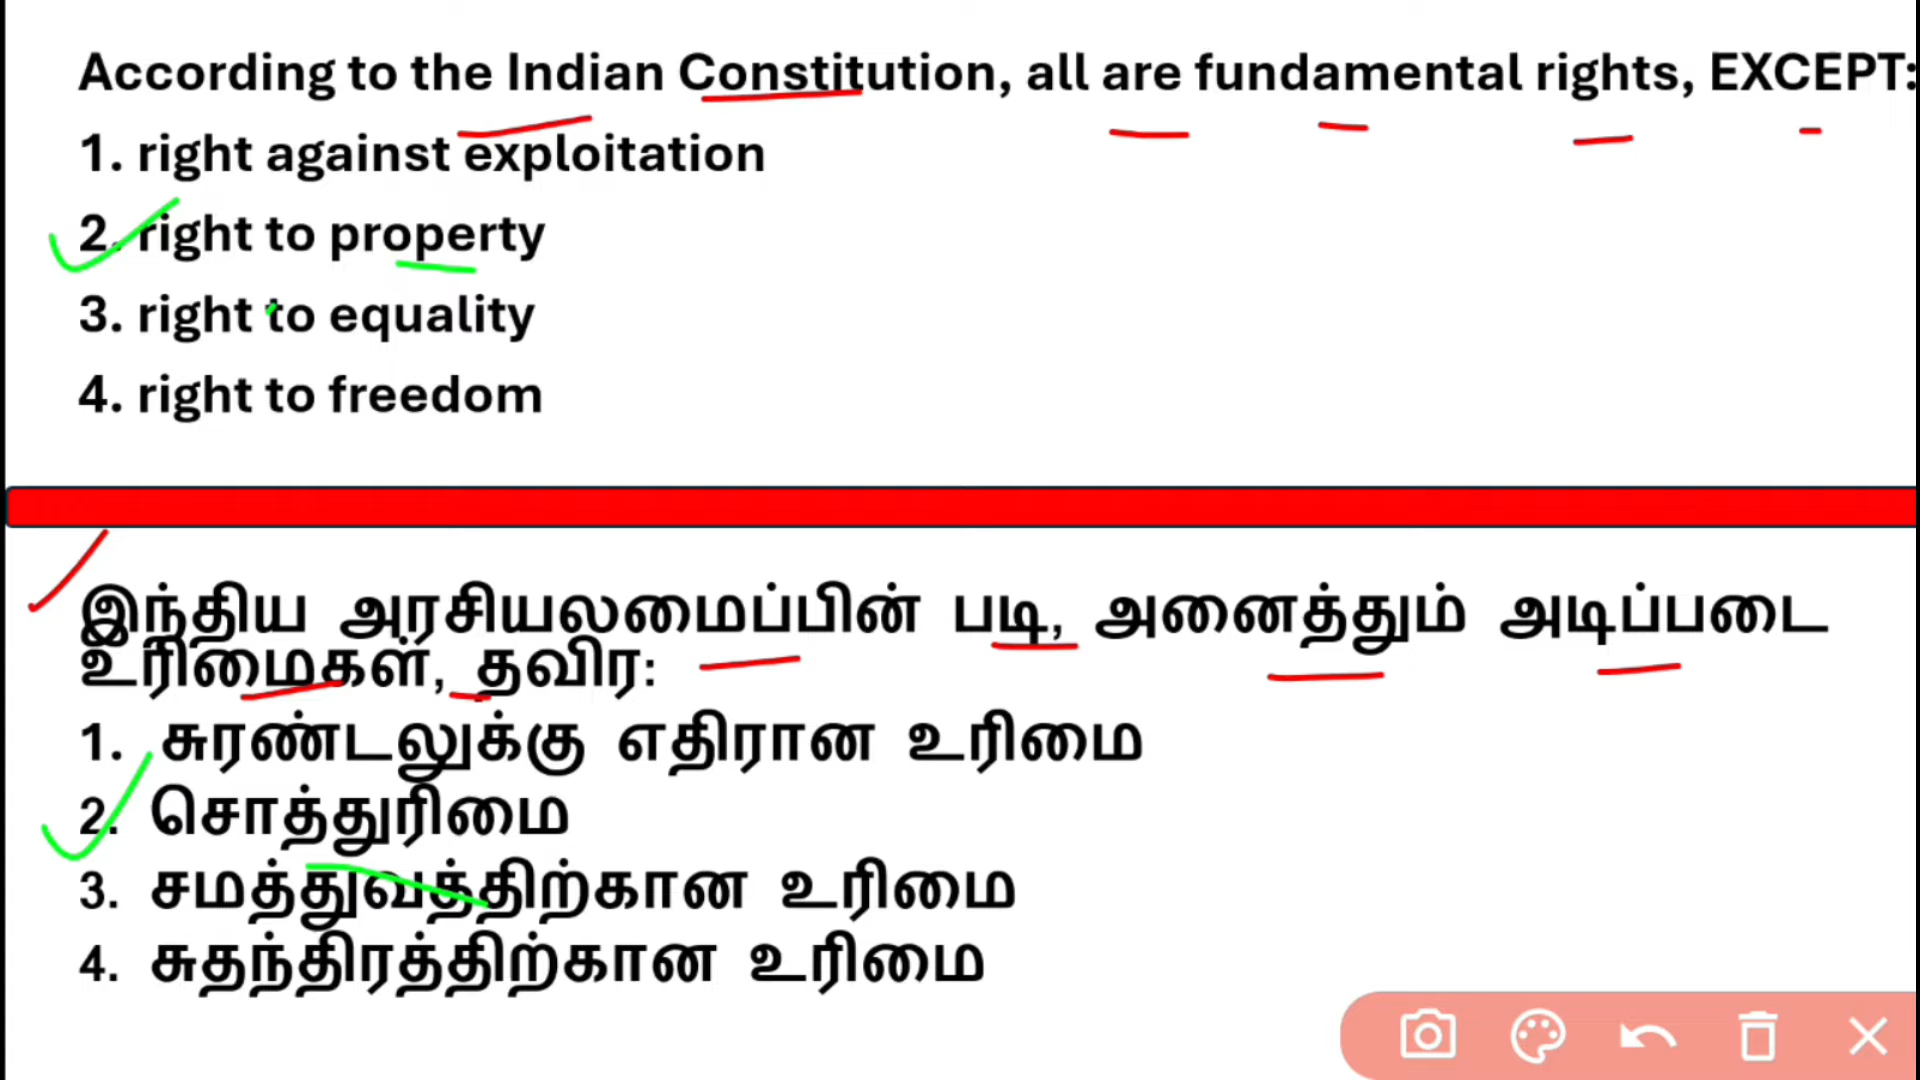 According to the Indian Constitution, all are fundamental rights, EXCEPT:
1. right against exploitation
2. right to property
3. right to equality
4. right to freedom
இந்திய அரசியலமைப்பின் படி, அனைத்தும் அடிப்படை
உரிமைகள், தவிர:
1. சுரண்டலுக்கு எதிரான உரிமை
2. சொத்துரிமை
3. சமத்துவத்திற்கான உரிமை
4. சுதந்திரத்திற்கான உரிமை